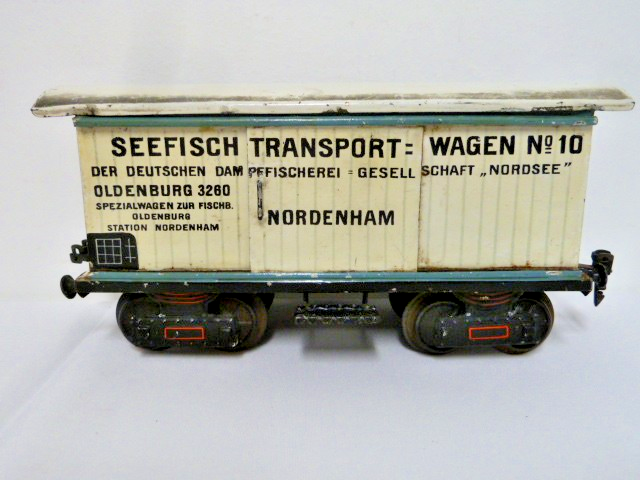 SEEFISCH TRANSPORT= WAGEN No 10
DER DEUTSCHEN DAMPFFISCHEREI=GESELLSCHAFT „NORDSEE"
OLDENBURG 3260
SPEZIALWAGEN ZUR FISCHB.
OLDENBURG
STATION NORDENHAM
NORDENHAM